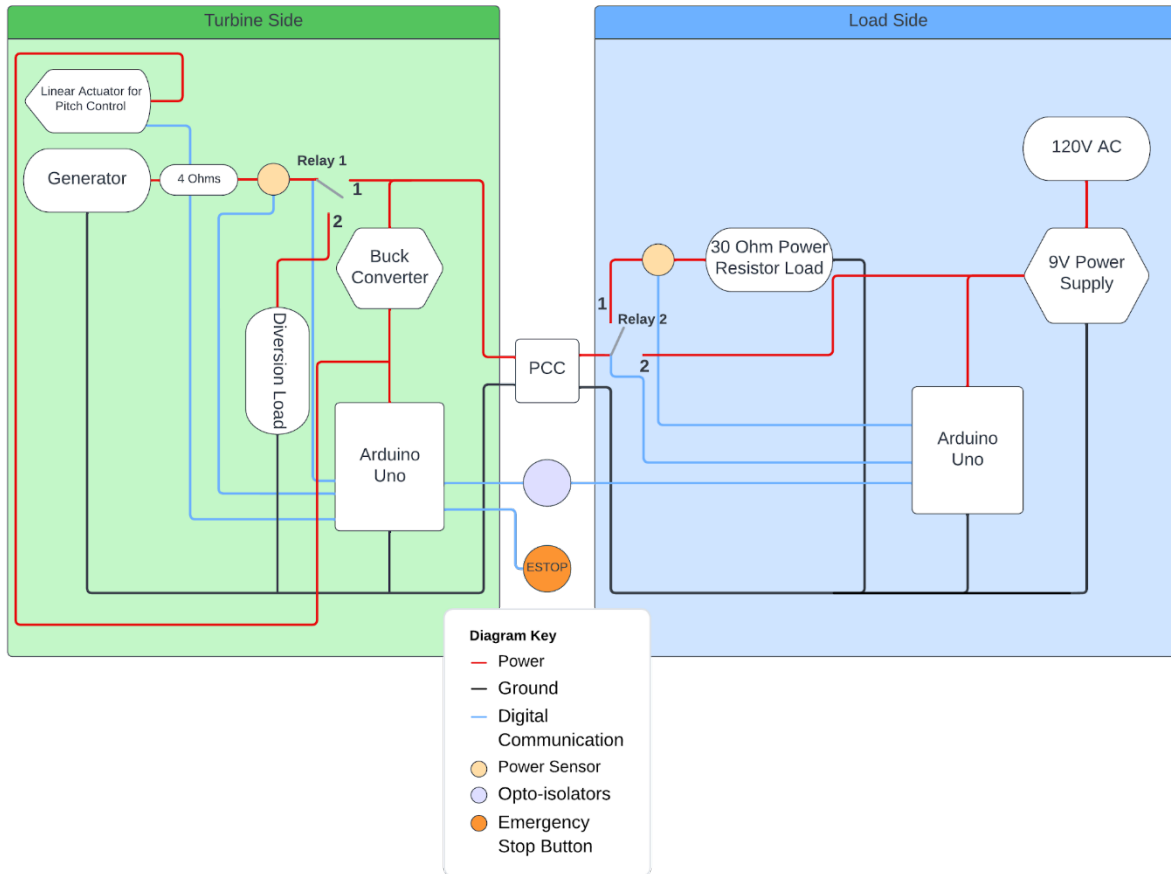 Turbine Side
Load Side
Linear Actuator for
Pitch Control
120V AC
Generator
4 Ohms
Relay 1
1
2
Buck
Converter
30 Ohm Power
Resistor Load
9V Power
Supply
1
Relay 2
2
PCC
Diversion Load
Arduino
Uno
Arduino
Uno
ESTOP
Diagram Key
Power
Ground
Digital
Communication
Power Sensor
Opto-isolators
Emergency
Stop Button